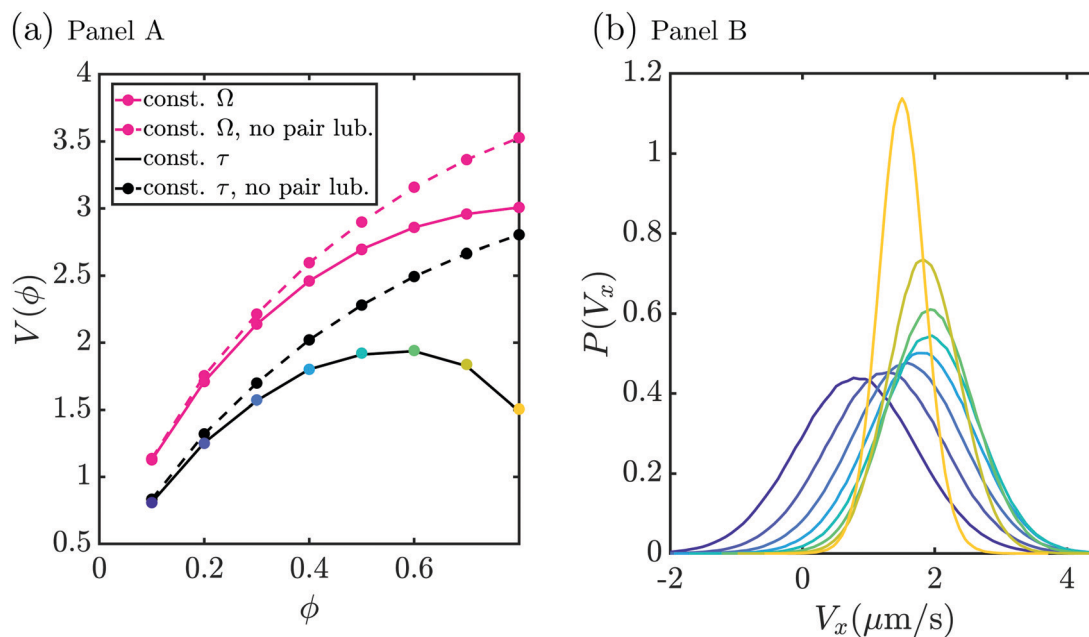 (a) Panel A
4
3.5
3
2.5
2
1.5
1
0.5
V(ϕ)
const. Ω
const. Ω, no pair lub.
const. τ
const. τ, no pair lub.
0 0.2 0.4 0.6
ϕ
(b) Panel B
1.2
1
0.8
0.6
0.4
0.2
0
P(Vₓ)
-2 0 2 4
Vₓ(μm/s)